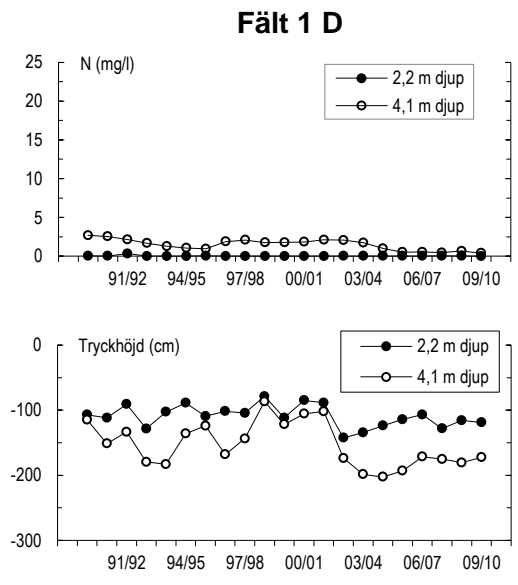 Fält 1 D
N (mg/l)
2,2 m djup
4,1 m djup
25
20
15
10
5
0
91/92 94/95 97/98 00/01 03/04 06/07 09/10
Tryckhöjd (cm)
2,2 m djup
4,1 m djup
0
-100
-200
-300
91/92 94/95 97/98 00/01 03/04 06/07 09/10